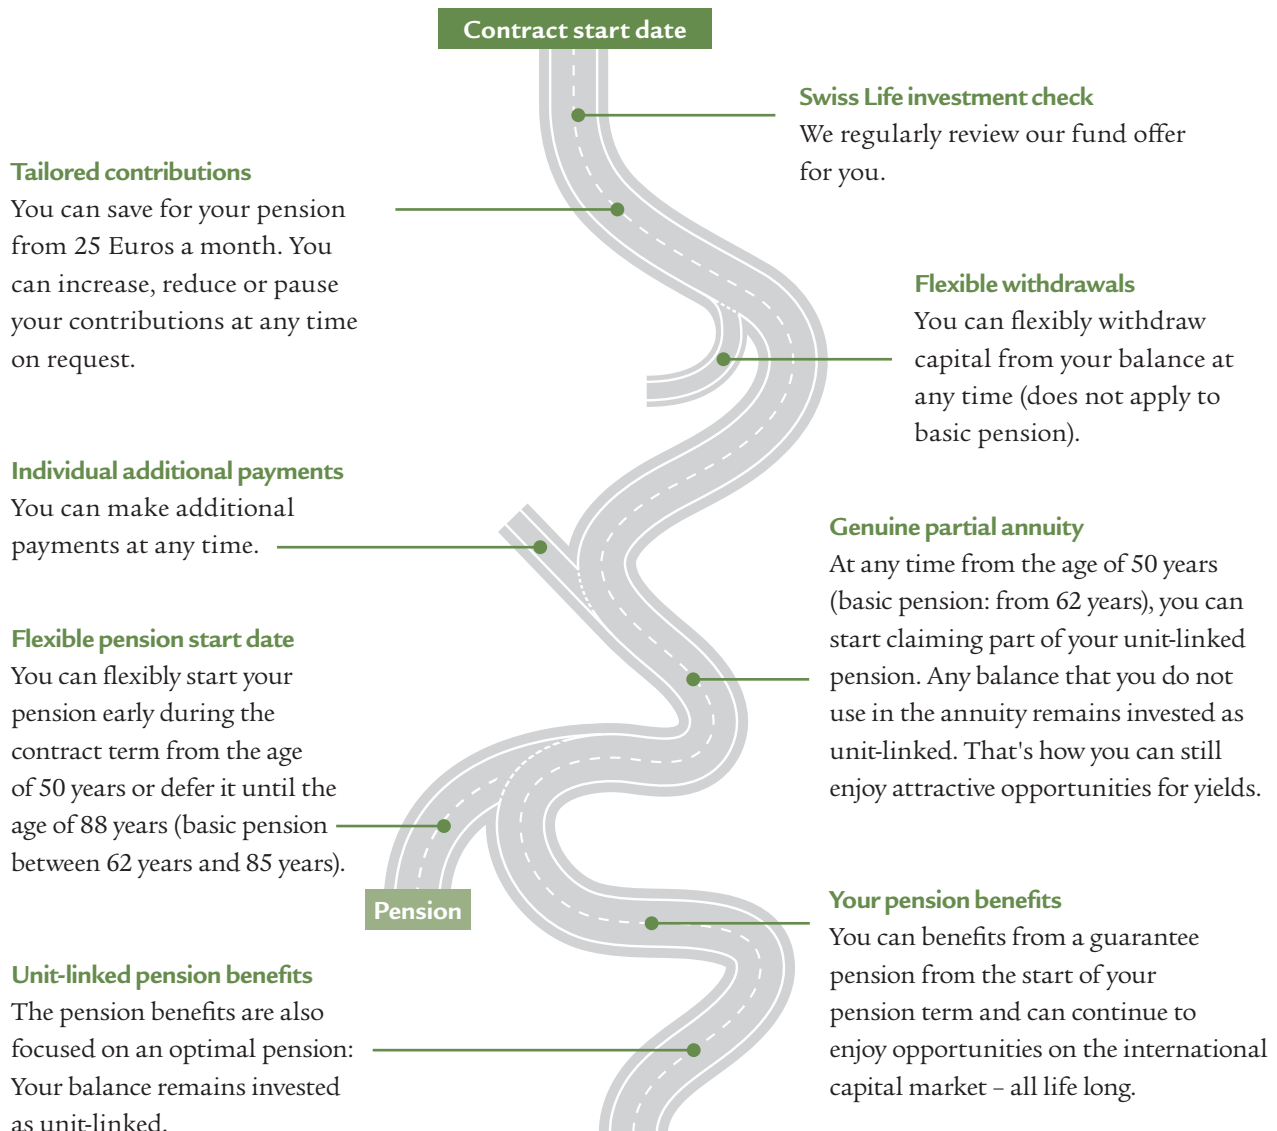 Contract start date
Swiss Life investment check
We regularly review our fund offer
for you.
Tailored contributions
You can save for your pension
from 25 Euros a month. You
can increase, reduce or pause
your contributions at any time
on request.
Flexible withdrawals
You can flexibly withdraw
capital from your balance at
any time (does not apply to
basic pension).
Individual additional payments
You can make additional
payments at any time.
Genuine partial annuity
At any time from the age of 50 years
(basic pension: from 62 years), you can
start claiming part of your unit-linked
pension. Any balance that you do not
use in the annuity remains invested as
unit-linked. That's how you can still
enjoy attractive opportunities for yields.
Flexible pension start date
You can flexibly start your
pension early during the
contract term from the age
of 50 years or defer it until the
age of 88 years (basic pension
between 62 years and 85 years).
Pension
Your pension benefits
You can benefits from a guarantee
pension from the start of your
pension term and can continue to
enjoy opportunities on the international
capital market – all life long.
Unit-linked pension benefits
The pension benefits are also
focused on an optimal pension:
Your balance remains invested
as unit-linked.